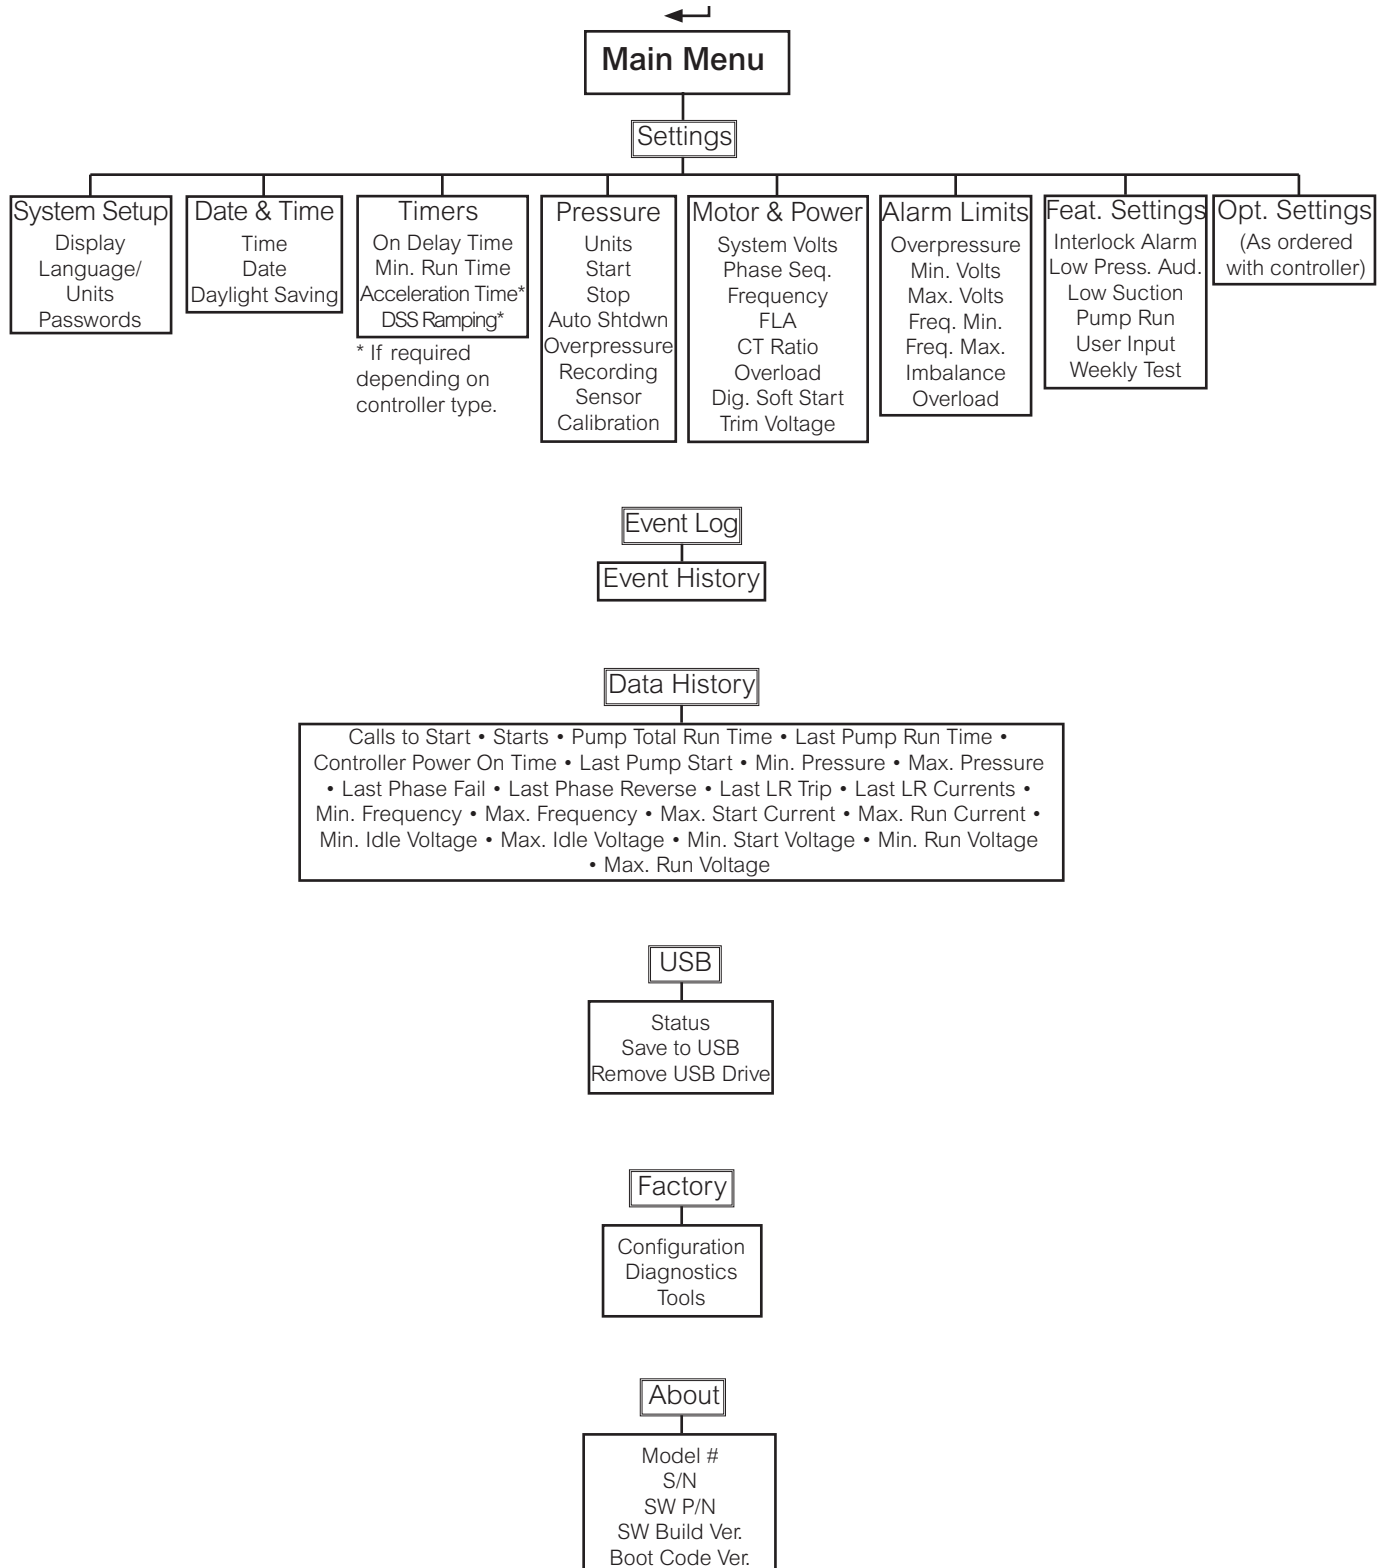 Main Menu
Settings
System Setup
Display
Language/
Units
Passwords
Date & Time
Time
Date
Daylight Saving
Timers
On Delay Time
Min. Run Time
Acceleration Time*
DSS Ramping*
* If required
depending on
controller type.
Pressure
Units
Start
Stop
Auto Shtdwn
Overpressure
Recording
Sensor
Calibration
Motor & Power
System Volts
Phase Seq.
Frequency
FLA
CT Ratio
Overload
Dig. Soft Start
Trim Voltage
Alarm Limits
Overpressure
Min. Volts
Max. Volts
Freq. Min.
Freq. Max.
Imbalance
Overload
Feat. Settings
Interlock Alarm
Low Press. Aud.
Low Suction
Pump Run
User Input
Weekly Test
Opt. Settings
(As ordered
with controller)
Event Log
Event History
Data History
Calls to Start • Starts • Pump Total Run Time • Last Pump Run Time •
Controller Power On Time • Last Pump Start • Min. Pressure • Max. Pressure
• Last Phase Fail • Last Phase Reverse • Last LR Trip • Last LR Currents •
Min. Frequency • Max. Frequency • Max. Start Current • Max. Run Current •
Min. Idle Voltage • Max. Idle Voltage • Min. Start Voltage • Min. Run Voltage
• Max. Run Voltage
USB
Status
Save to USB
Remove USB Drive
Factory
Configuration
Diagnostics
Tools
About
Model #
S/N
SW P/N
SW Build Ver.
Boot Code Ver.